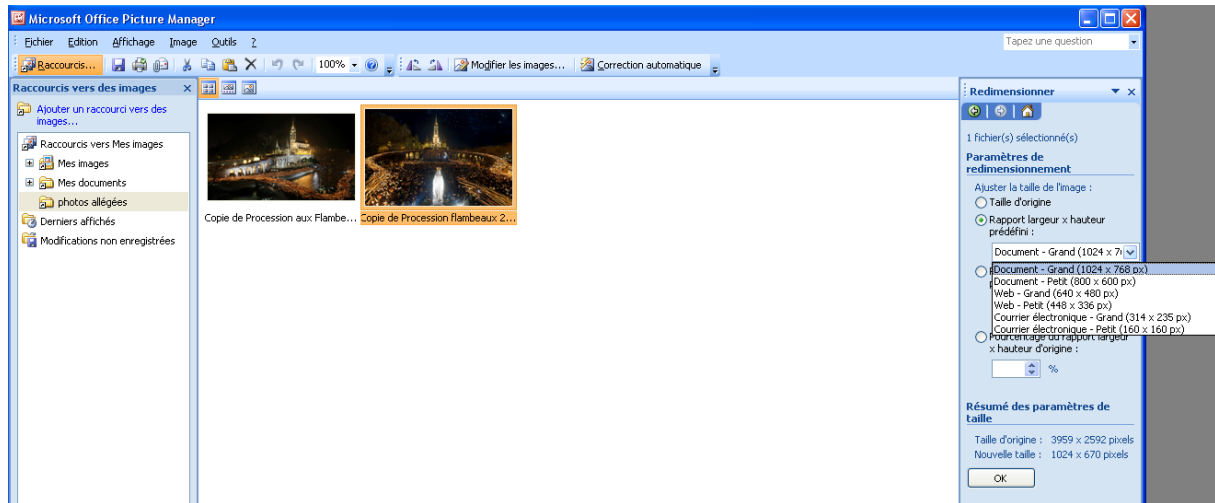 Microsoft Office Picture Manager
Fichier Edition Affichage Image Outils ?
Tapez une question
Raccourcis... 100% Modifier les images... Correction automatique
Raccourcis vers des images
Ajouter un raccourci vers des
images...
Raccourcis vers Mes images
Mes images
Mes documents
photos allégées
Derniers affichés
Modifications non enregistrées
Copie de Procession aux Flambe...
Copie de Procession flambeaux 2...
Redimensionner
1 fichier(s) sélectionné(s)
Paramètres de
redimensionnement
Ajuster la taille de l'image :
Taille d'origine
Rapport largeur x hauteur
prédéfini :
Document - Grand (1024 x 7
Document - Grand (1024 x 768 px)
Document - Petit (800 x 600 px)
Web - Grand (640 x 480 px)
Web - Petit (448 x 336 px)
Courrier électronique - Grand (314 x 235 px)
Courrier électronique - Petit (160 x 160 px)
Pourcentage du rapport largeur
x hauteur d'origine :
%
Résumé des paramètres de
taille
Taille d'origine : 3959 x 2592 pixels
Nouvelle taille : 1024 x 670 pixels
OK